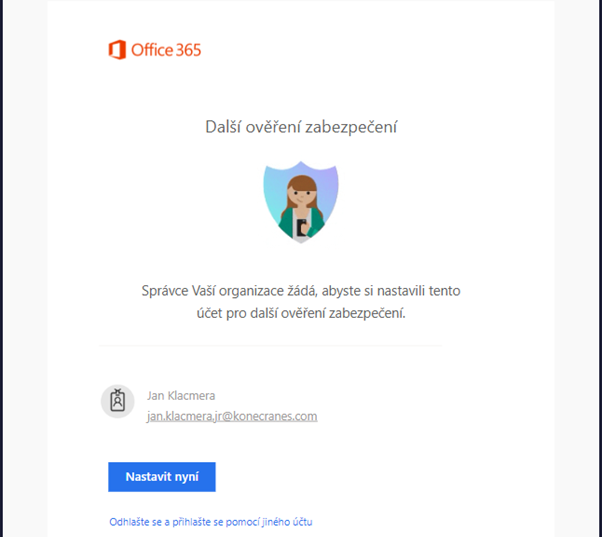 Office 365
Další ověření zabezpečení
Správce Vaší organizace žádá, abyste si nastavili tento
účet pro další ověření zabezpečení.
Jan Klacmera
jan.klacmera.jr@konecranes.com
Nastavit nyní
Odhlašte se a přihlašte se pomocí jiného účtu